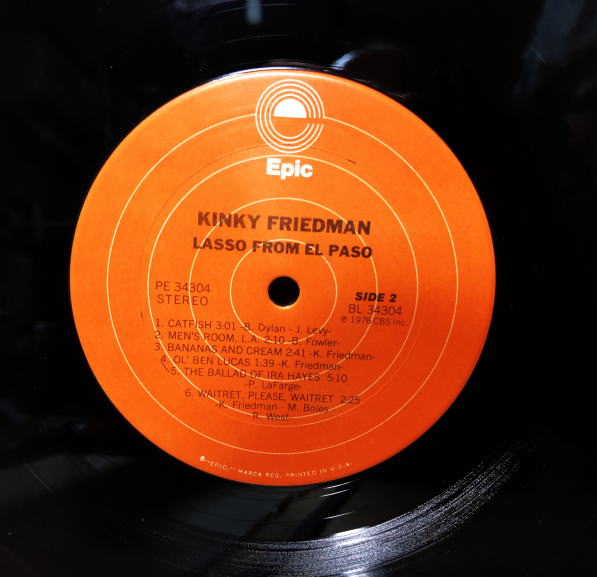 Epic
KINKY FRIEDMAN
LASSO FROM EL PASO
PE 34304
STEREO
SIDE 2
BL 34304
℗ 1976 CBS Inc.
1. CATFISH 3:01 -B. Dylan - J. Levy-
2. MEN'S ROOM, L.A. 2:10 -B. Fowler-
3. BANANAS AND CREAM 2:41 -K. Friedman-
4. OL' BEN LUCAS 1:39 -K. Friedman-
5. THE BALLAD OF IRA HAYES 5:10
-P. LaFarge-
6. WAITRET, PLEASE, WAITRET 2:25
-K. Friedman - M. Boles-
R. West-
®"EPIC," MARCA REG. PRINTED IN U.S.A.